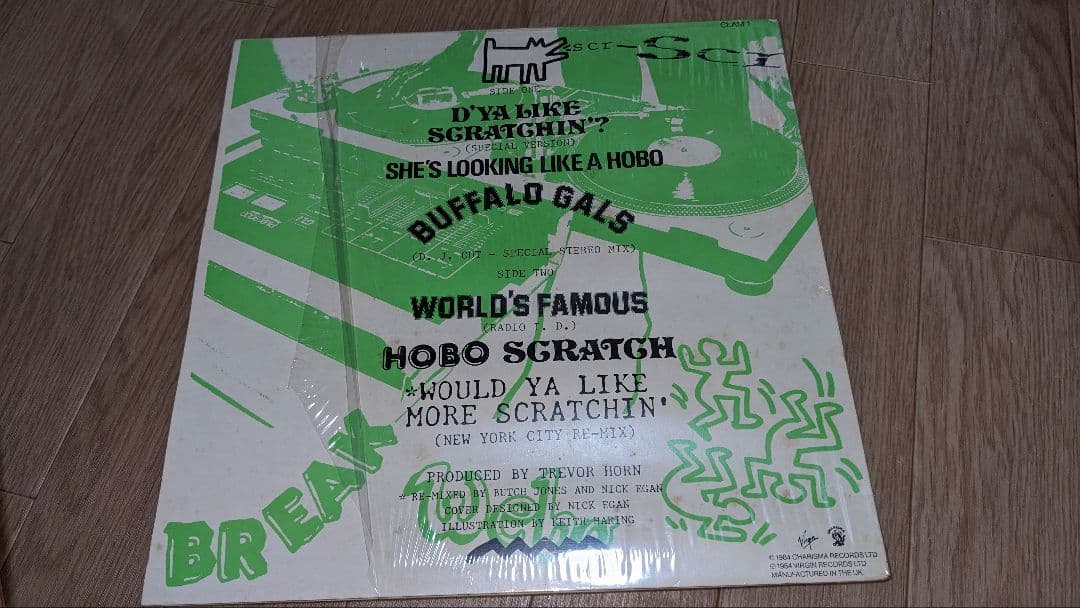 CLAM 1
scr-Scr
SIDE ONE
D'YA LIKE
SCRATCHIN'?
(SPECIAL VERSION)
SHE'S LOOKING LIKE A HOBO
BUFFALO GALS
(D. J. CUT - SPECIAL STEREO MIX)
SIDE TWO
WORLD'S FAMOUS
(RADIO I. D.)
HOBO SCRATCH
*WOULD YA LIKE
MORE SCRATCHIN'
(NEW YORK CITY RE-MIX)
BREAK
PRODUCED BY TREVOR HORN
* RE-MIXED BY BUTCH JONES AND NICK EGAN
COVER DESIGNED BY NICK EGAN
ILLUSTRATION BY KEITH HARING
Virgin
© 1984 CHARISMA RECORDS LTD
© 1984 VIRGIN RECORDS LTD
MANUFACTURED IN THE UK